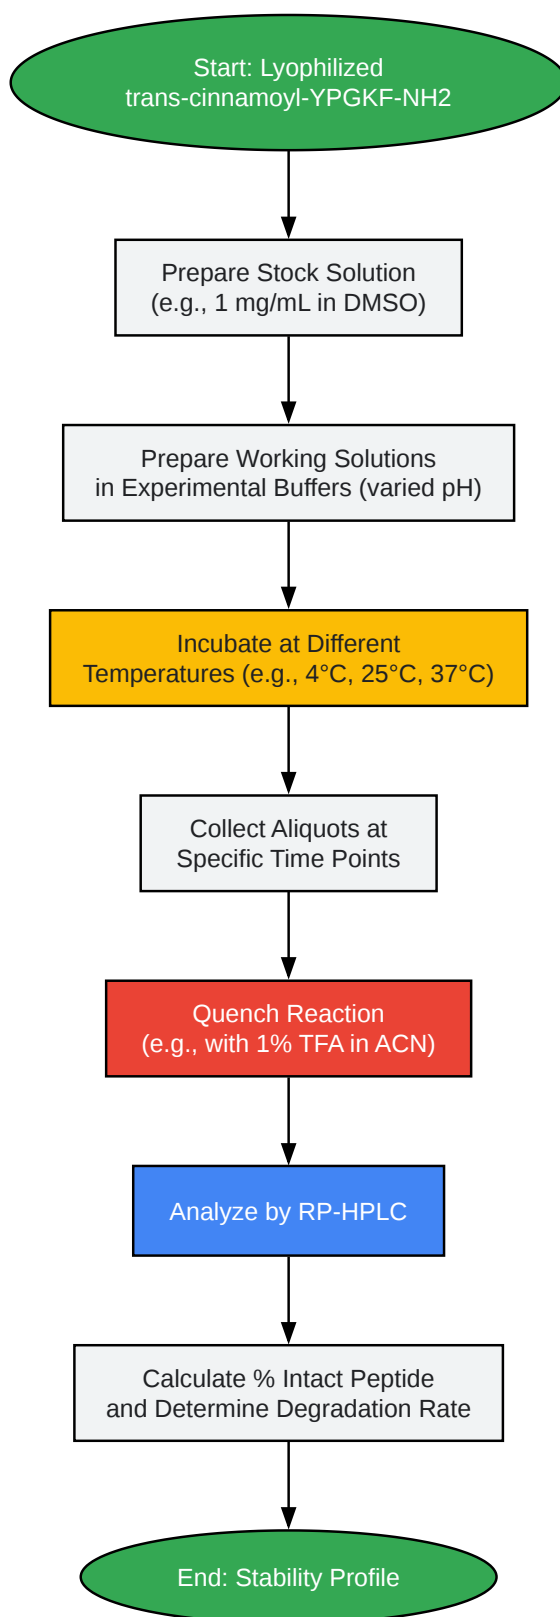 Start: Lyophilized
trans-cinnamoyl-YPGKF-NH2
Prepare Stock Solution
(e.g., 1 mg/mL in DMSO)
Prepare Working Solutions
in Experimental Buffers (varied pH)
Incubate at Different
Temperatures (e.g., 4°C, 25°C, 37°C)
Collect Aliquots at
Specific Time Points
Quench Reaction
(e.g., with 1% TFA in ACN)
Analyze by RP-HPLC
Calculate % Intact Peptide
and Determine Degradation Rate
End: Stability Profile